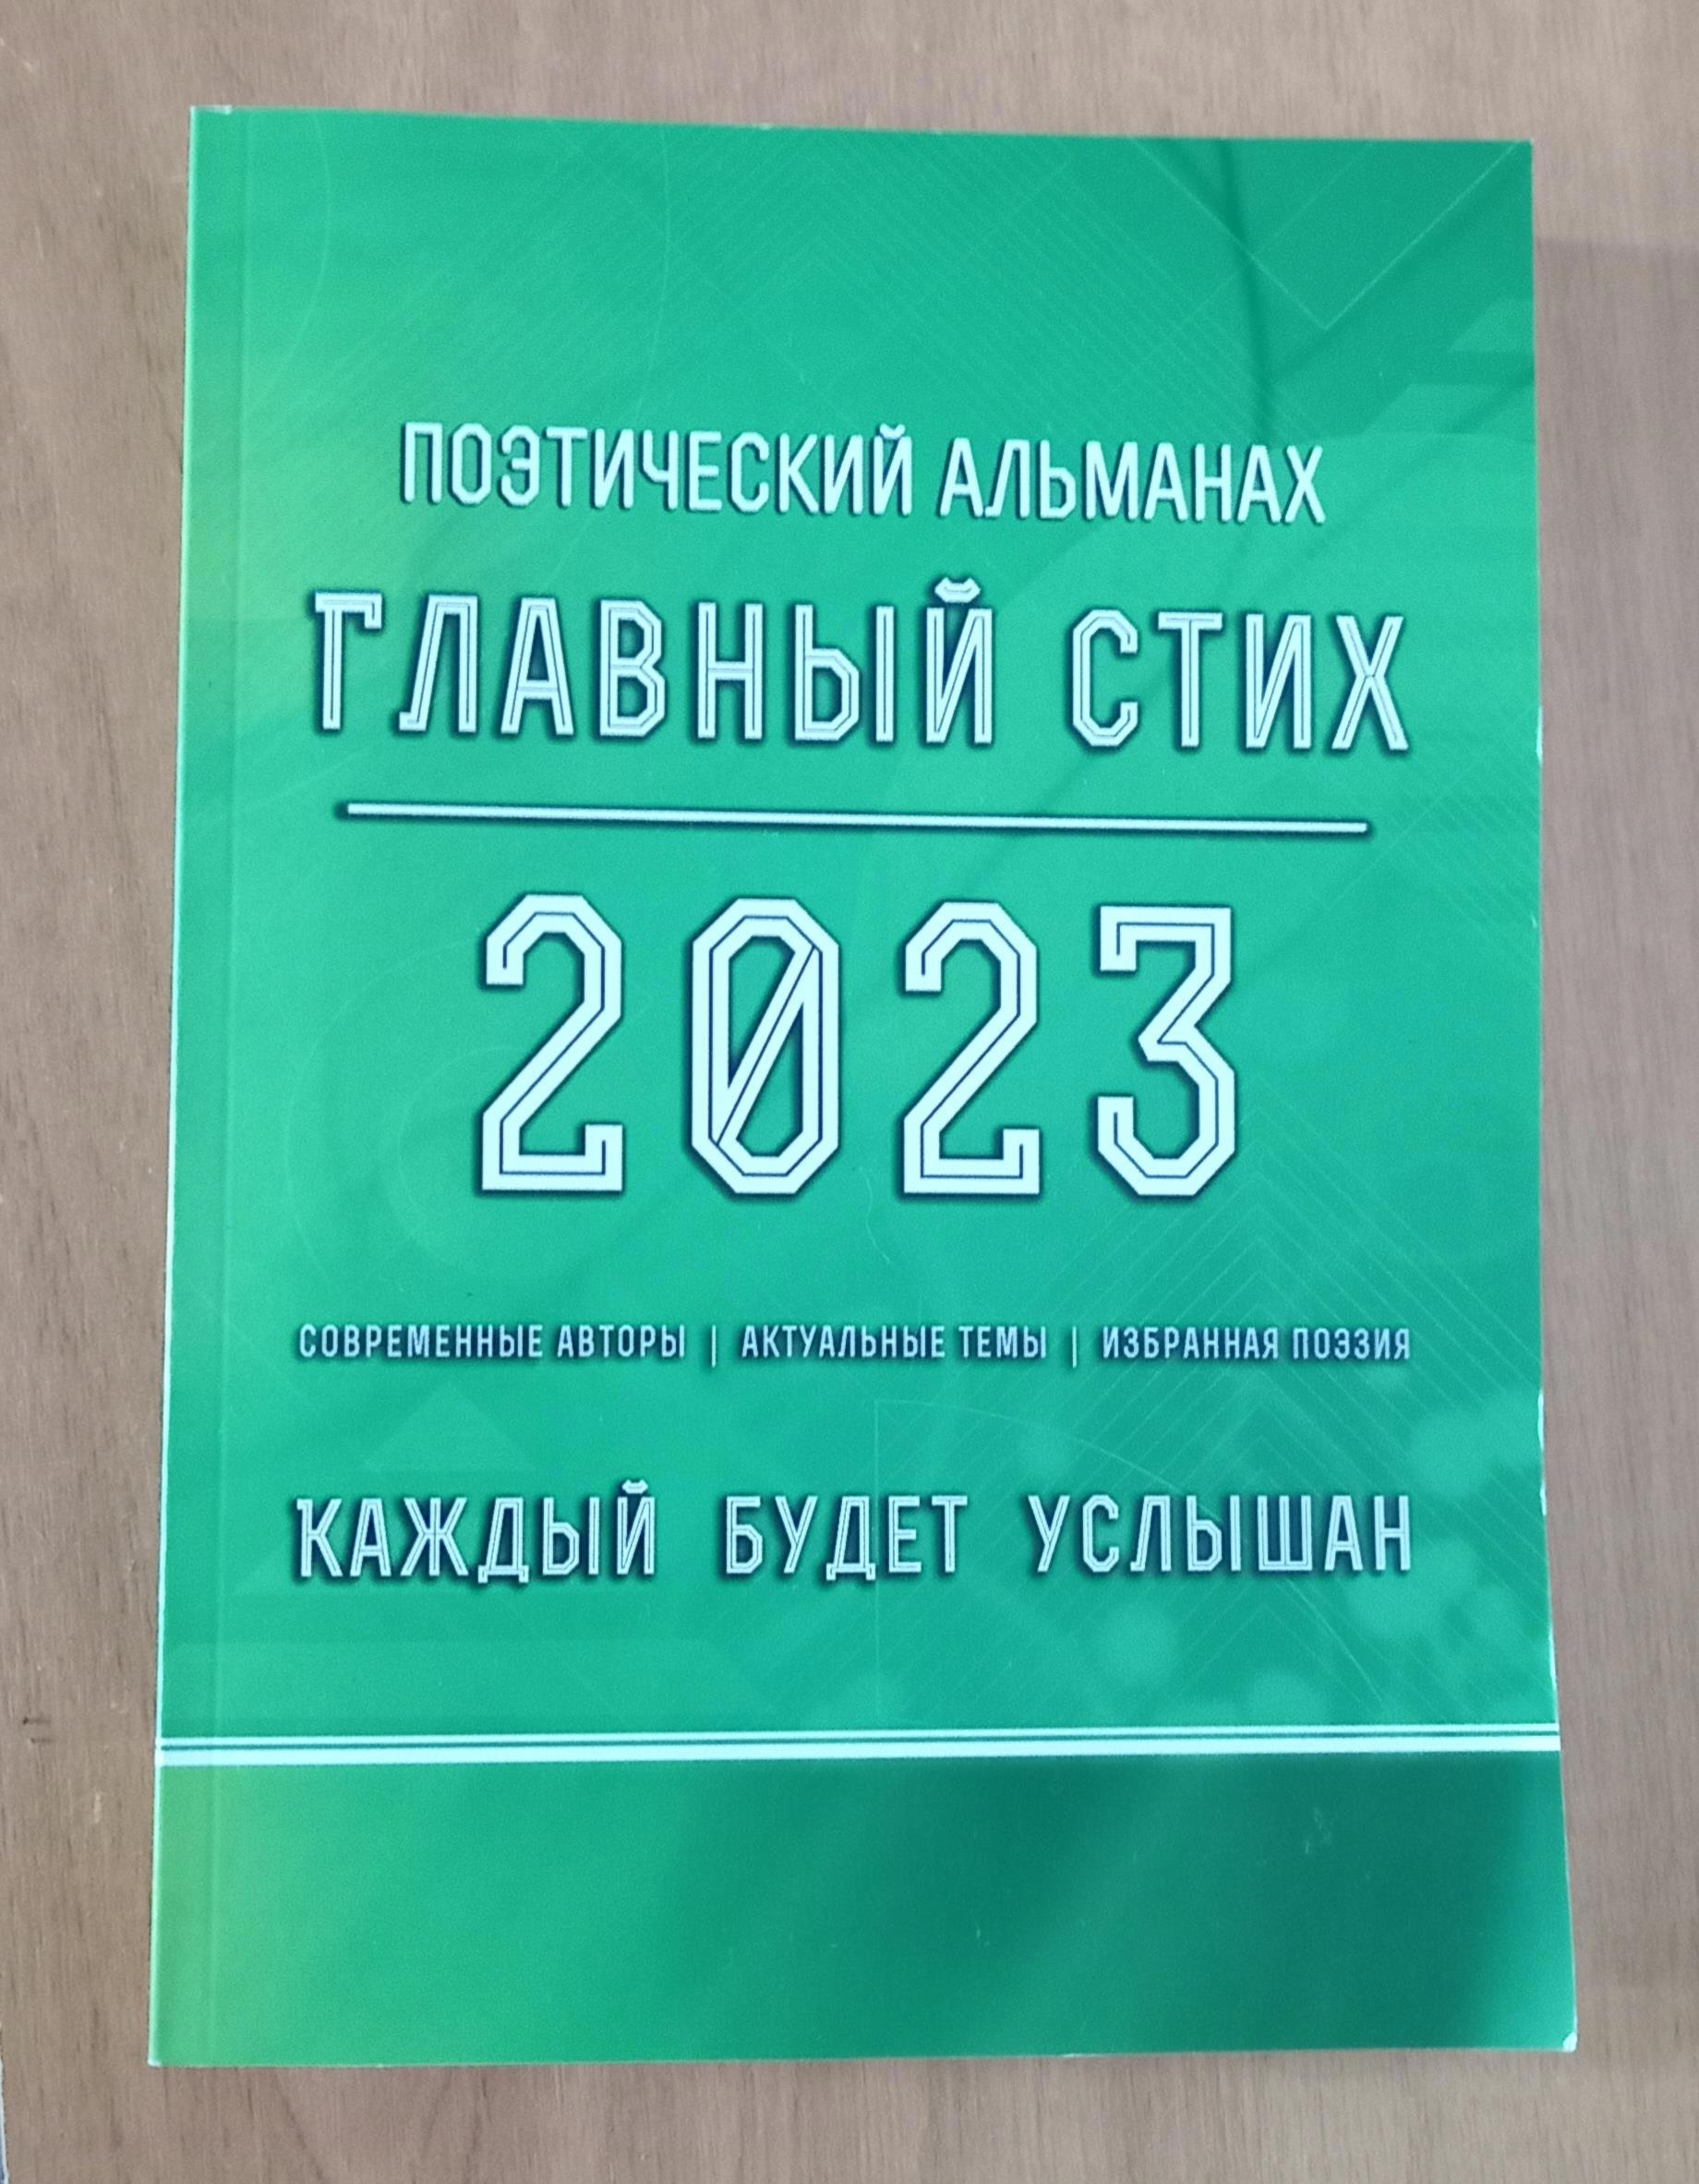 ПОЭТИЧЕСКИЙ АЛЬМАНАХ
ГЛАВНЫЙ СТИХ
2023
СОВРЕМЕННЫЕ АВТОРЫ | АКТУАЛЬНЫЕ ТЕМЫ | ИЗБРАННАЯ ПОЭЗИЯ
КАЖДЫЙ БУДЕТ УСЛЫШАН